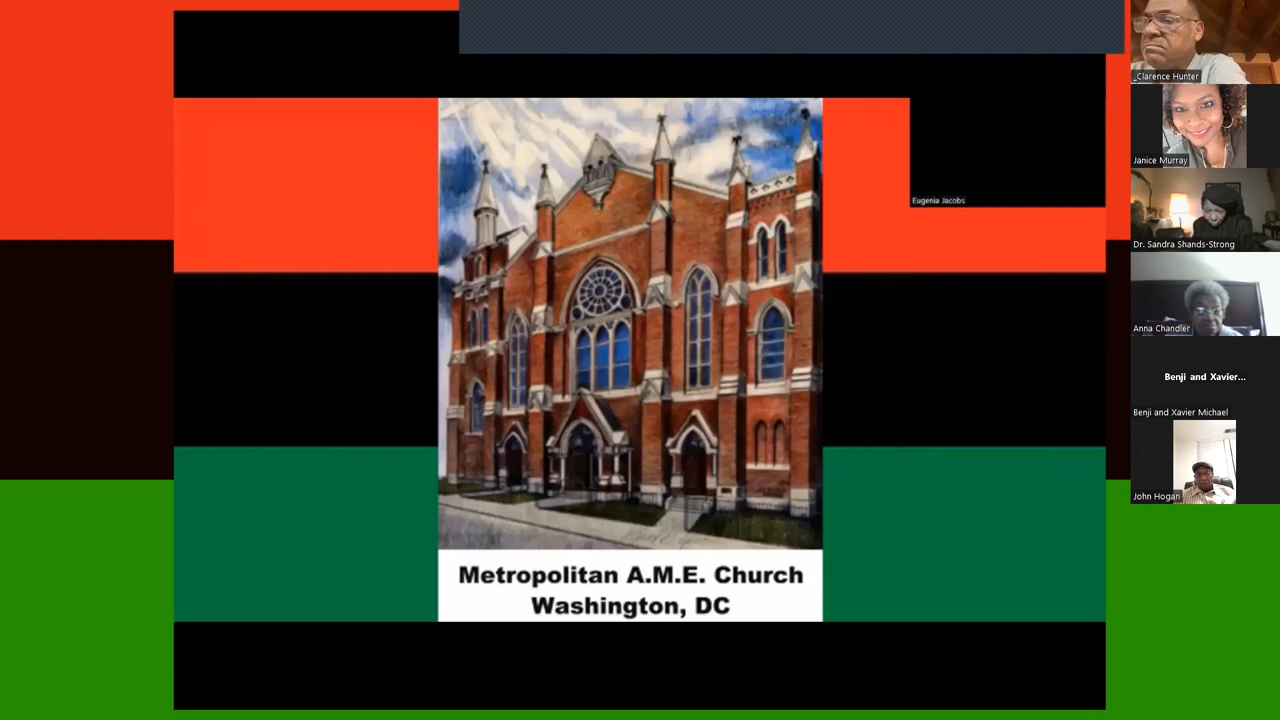 Eugenia Jacobs
Metropolitan A.M.E. Church
Washington, DC
_Clarence Hunter
Janice Murray
Dr. Sandra Shands-Strong
Anna Chandler
Benji and Xavier...
Benji and Xavier Michael
John Hogan